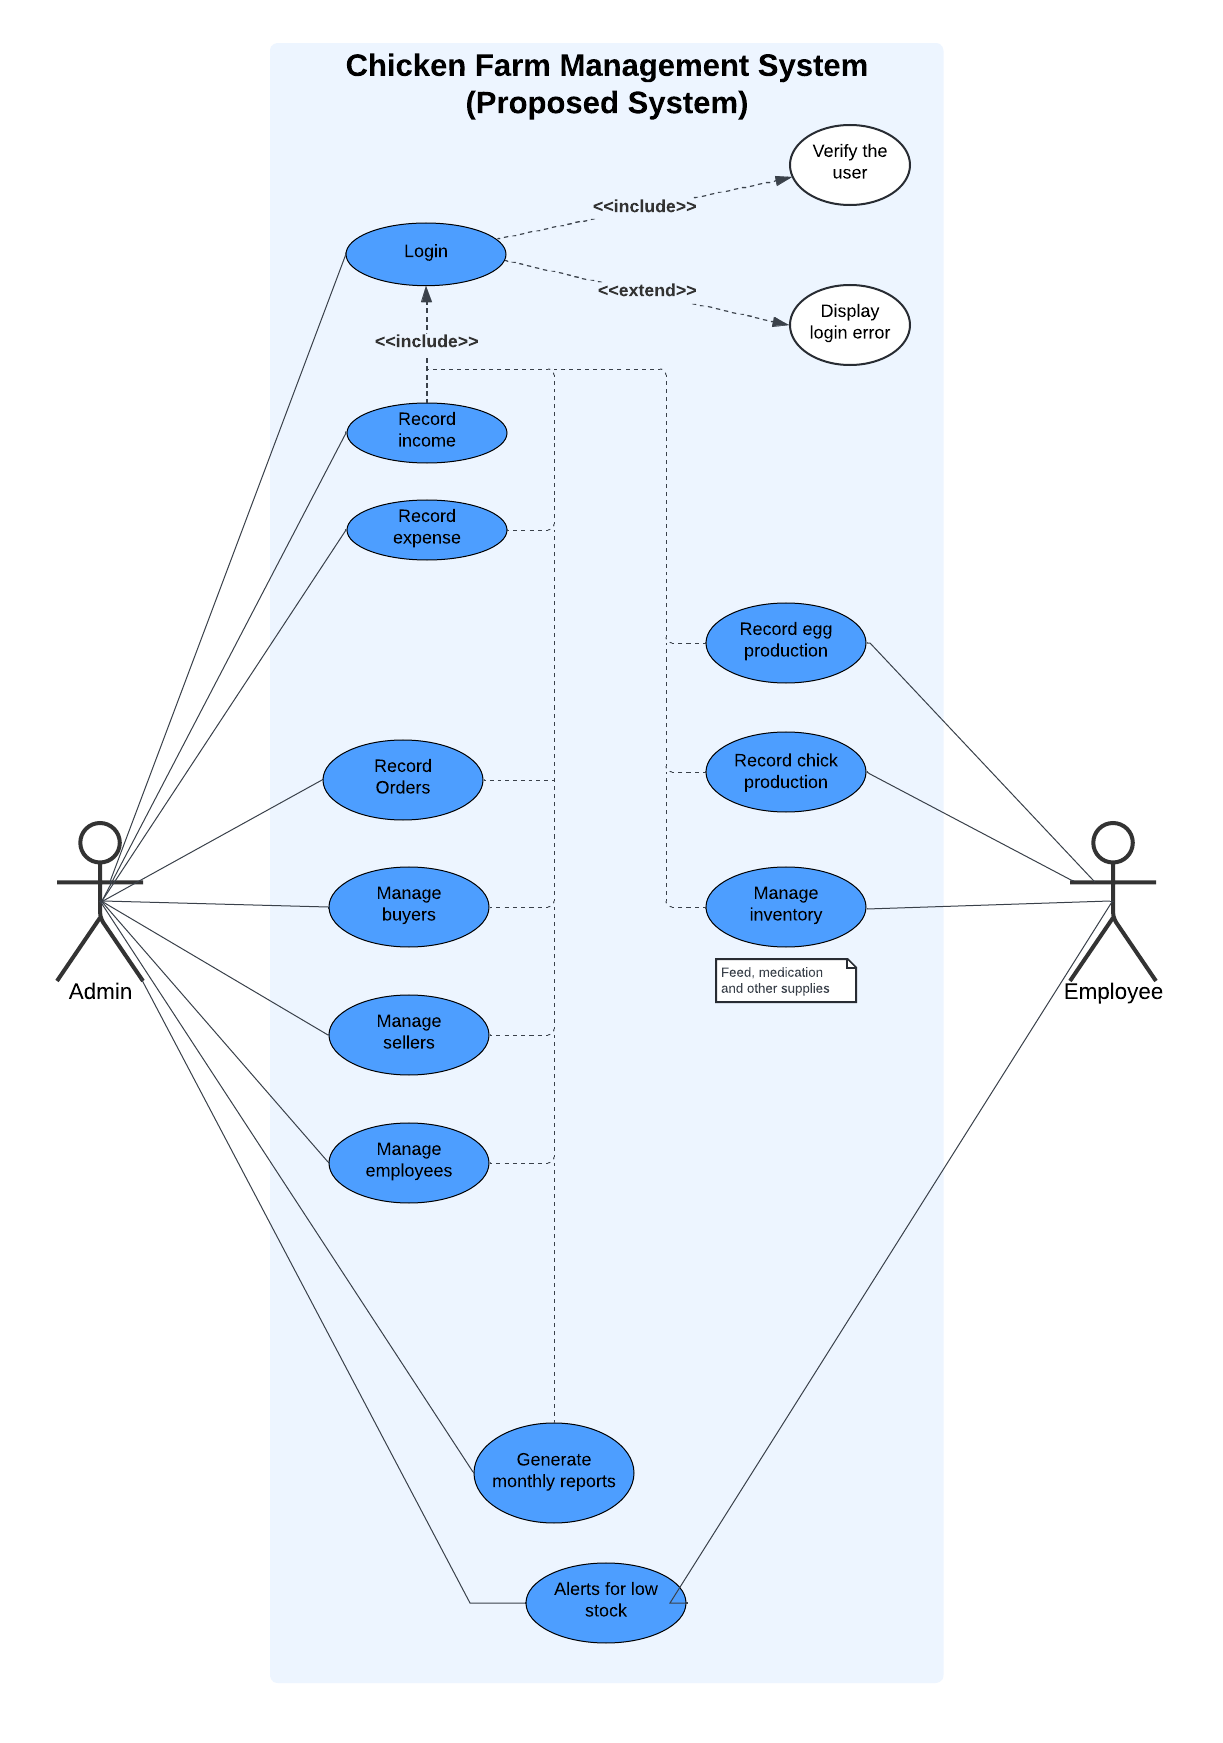 Chicken Farm Management System
(Proposed System)
Verify the
user
<<include>>
Login
<<extend>>
Display
login error
<<include>>
Record
income
Record
expense
Record egg
production
Record
Orders
Record chick
production
Manage
buyers
Manage
inventory
Feed, medication
and other supplies
Admin
Employee
Manage
sellers
Manage
employees
Generate
monthly reports
Alerts for low
stock